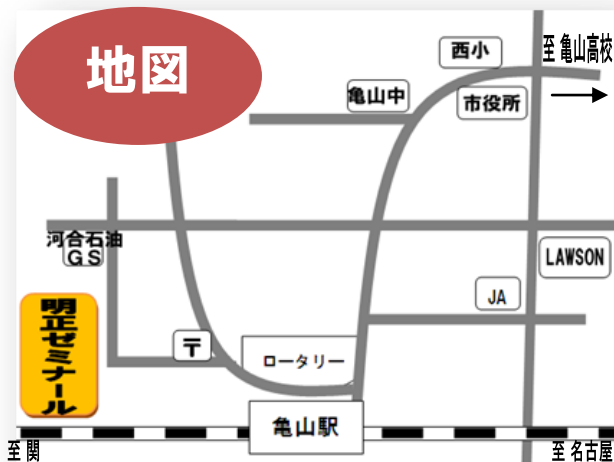 地図
西小
至 亀山高校
亀山中
市役所
河合石油
ＧＳ
LAWSON
JA
明正ゼミナール
〒
ロータリー
亀山駅
至 関
至 名古屋